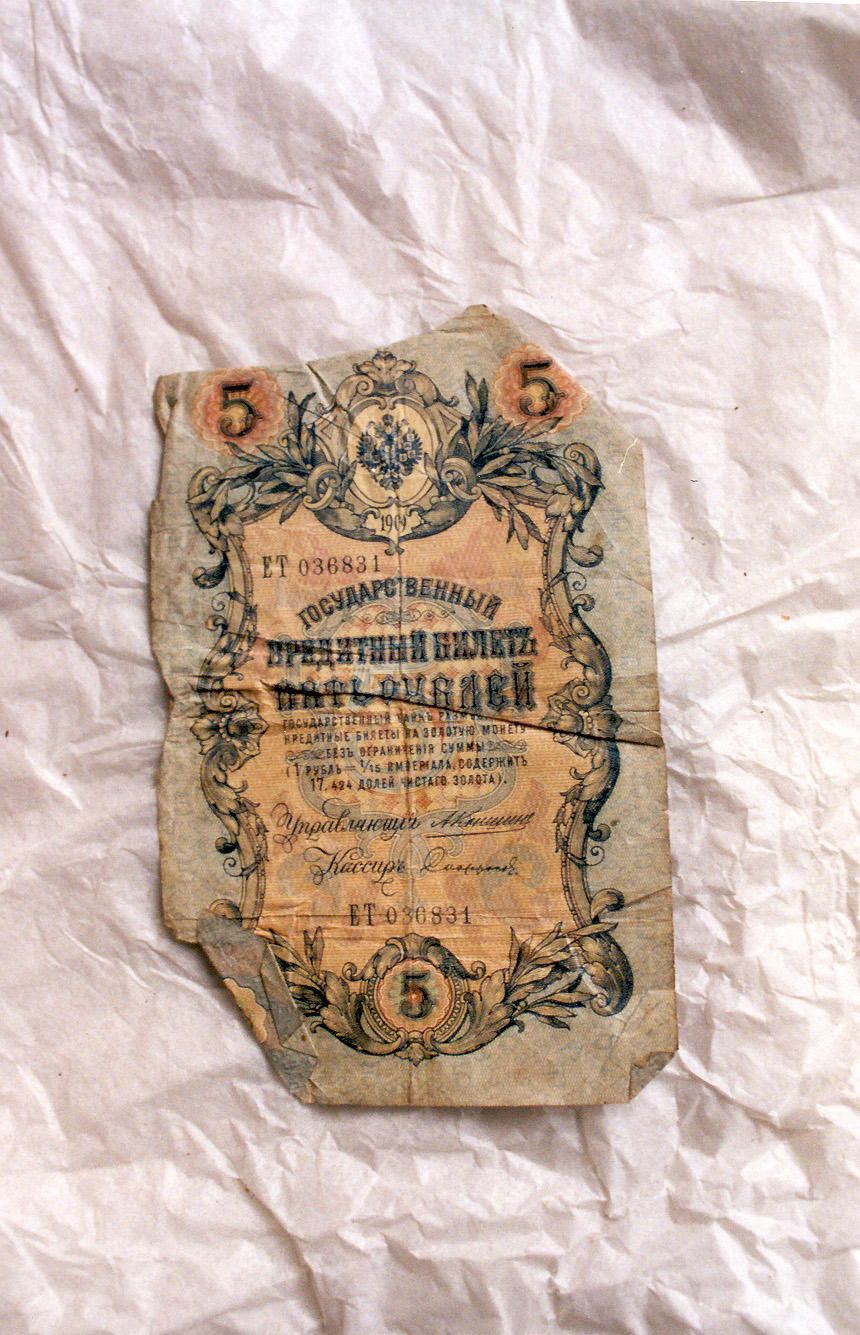 5 5
1909
ЕТ 036831
ГОСУДАРСТВЕННЫЙ
КРЕДИТНЫЙ БИЛЕТЪ
ПЯТЬ РУБЛЕЙ
ГОСУДАРСТВЕННЫЙ БАНКЪ
КРЕДИТНЫЕ БИЛЕТЫ НА ЗОЛОТУЮ МОНЕТУ
БЕЗЪ ОГРАНИЧЕНІЯ СУММЫ
(1 РУБЛЬ = 1/15 ИМПЕРІАЛА, СОДЕРЖИТЪ
17,424 ДОЛЕЙ ЧИСТАГО ЗОЛОТА).
Управляющій
Кассиръ
ЕТ 036831
5